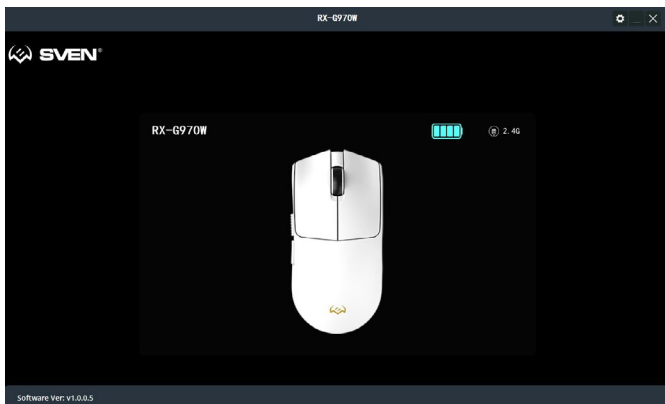 RX-G970W
SVEN®
RX-G970W
2.4G
Software Ver: v1.0.0.5